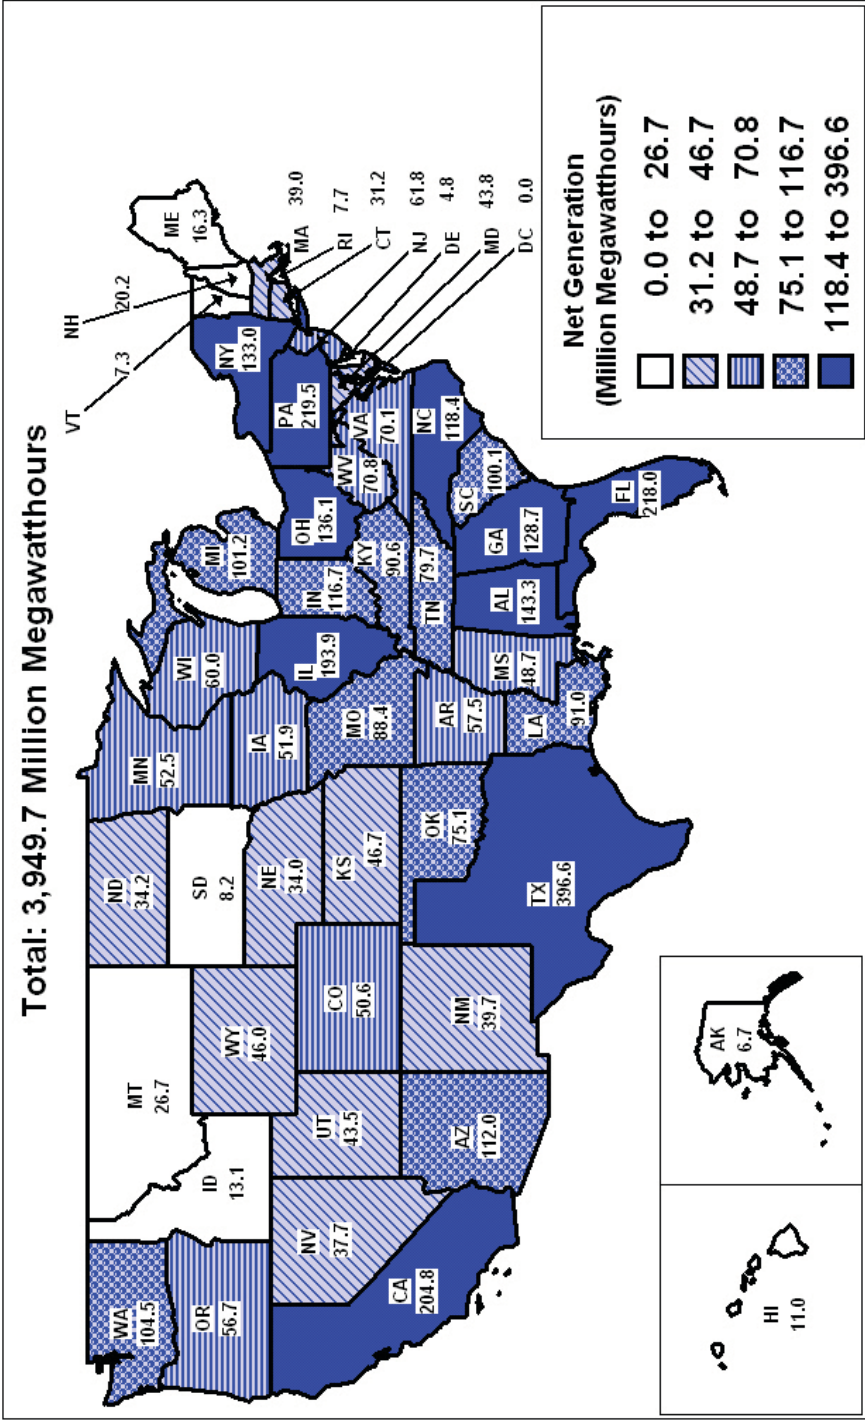 Total: 3,949.7 Million Megawatthours
WA
104.5
OR
56.7
CA
204.8
NV
37.7
ID
13.1
MT
26.7
WY
46.0
UT
43.5
AZ
112.0
CO
50.6
NM
39.7
ND
34.2
SD
8.2
NE
34.0
KS
46.7
OK
75.1
TX
396.6
MN
52.5
IA
51.9
MO
88.4
AR
57.5
LA
91.0
WI
60.0
IL
193.9
MS
48.7
MI
101.2
IN
116.7
KY
90.6
TN
79.7
AL
143.3
OH
136.1
GA
128.7
FL
218.0
SC
100.1
NC
118.4
WV
70.8
VA
70.1
PA
219.5
NY
133.0
VT
7.3
NH
20.2
ME
16.3
MA 39.0
RI 7.7
CT 31.2
NJ 61.8
DE 4.8
MD 43.8
DC 0.0
HI
11.0
AK
6.7
Net Generation
(Million Megawatthours)
0.0 to 26.7
31.2 to 46.7
48.7 to 70.8
75.1 to 116.7
118.4 to 396.6